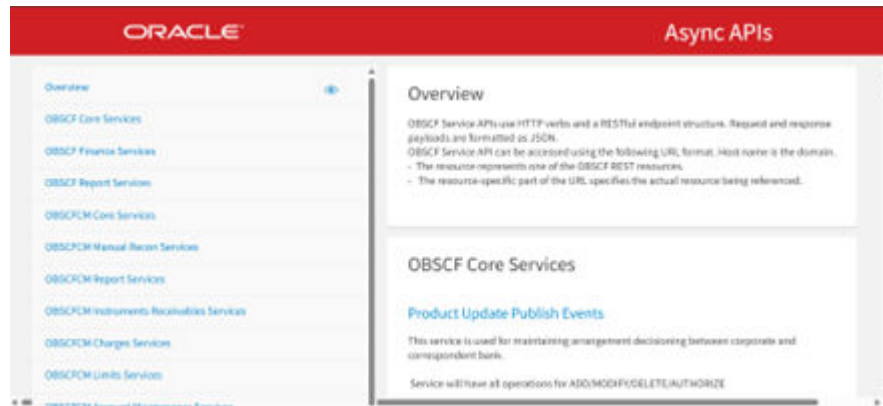 ORACLE
Async APIs
Overview
OBSCF Core Services
OBSCF Finance Services
OBSCF Report Services
OBSCFCM Core Services
OBSCFCM Manual Recon Services
OBSCFCM Report Services
OBSCFCM Instruments Receivables Services
OBSCFCM Charges Services
OBSCFCM Limits Services
Overview
OBSCF Service APIs use HTTP verbs and a RESTful endpoint structure. Request and response
payloads are formatted as JSON.
OBSCF Service API can be accessed using the following URL format. Host name is the domain.
- The resource represents one of the OBSCF REST resources.
- The resource-specific part of the URL specifies the actual resource being referenced.
OBSCF Core Services
Product Update Publish Events
This service is used for maintaining arrangement decisioning between corporate and
correspondent bank.
Service will have all operations for ADD/MODIFY/DELETE/AUTHORIZE